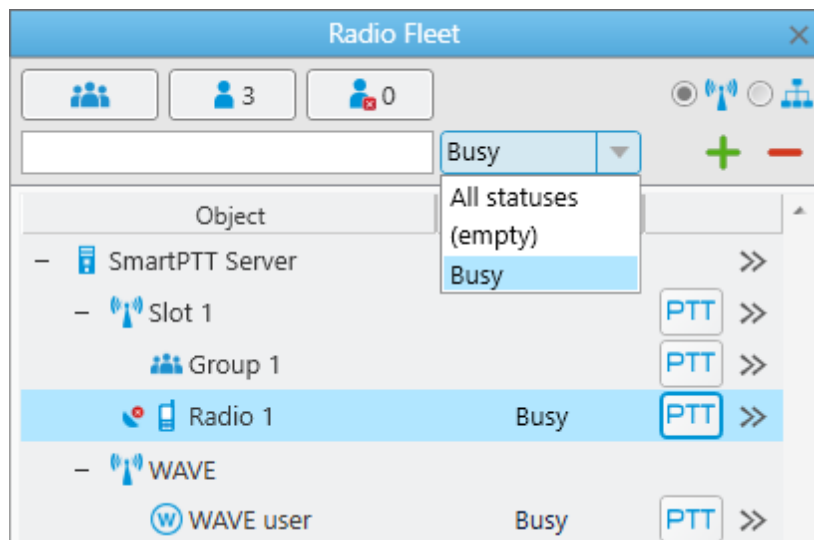 Radio Fleet
3 0
Busy
All statuses
(empty)
Busy
Object
SmartPTT Server
Slot 1 PTT
Group 1 PTT
Radio 1 Busy PTT
WAVE
W WAVE user Busy PTT